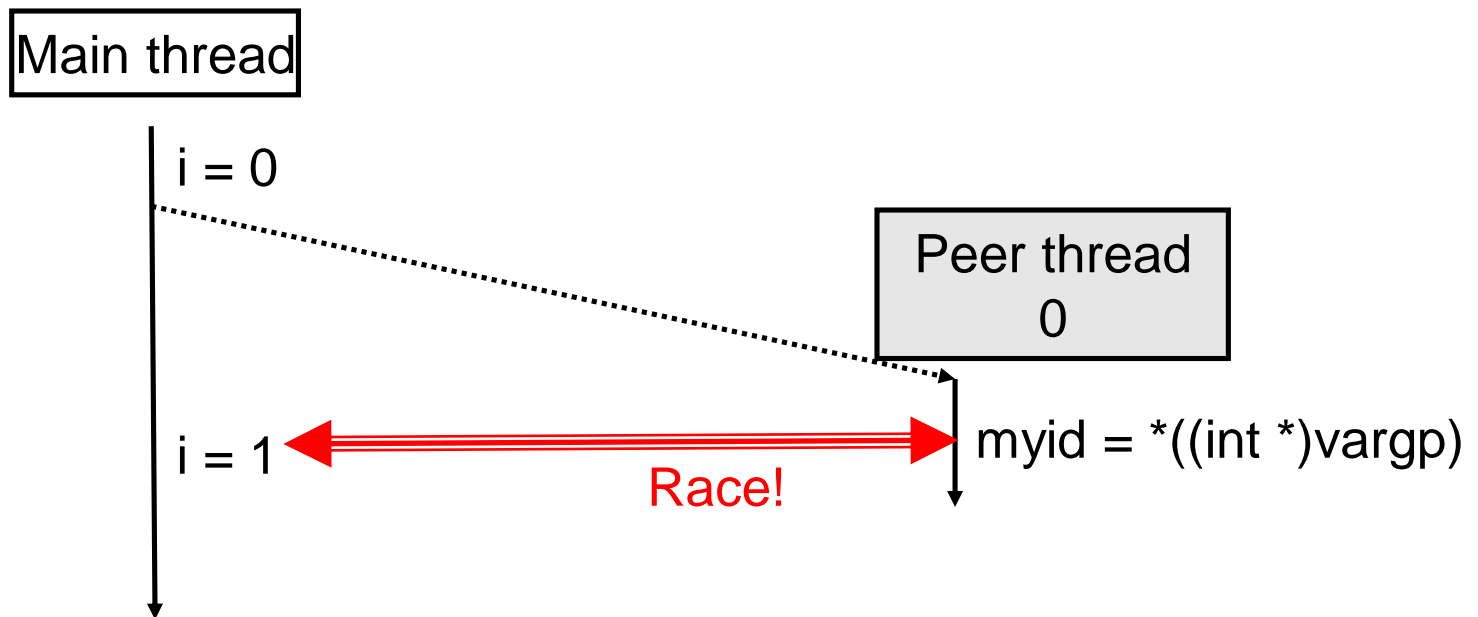 Main thread
i = 0
Peer thread
0
i = 1
myid = *((int *)vargp)
Race!